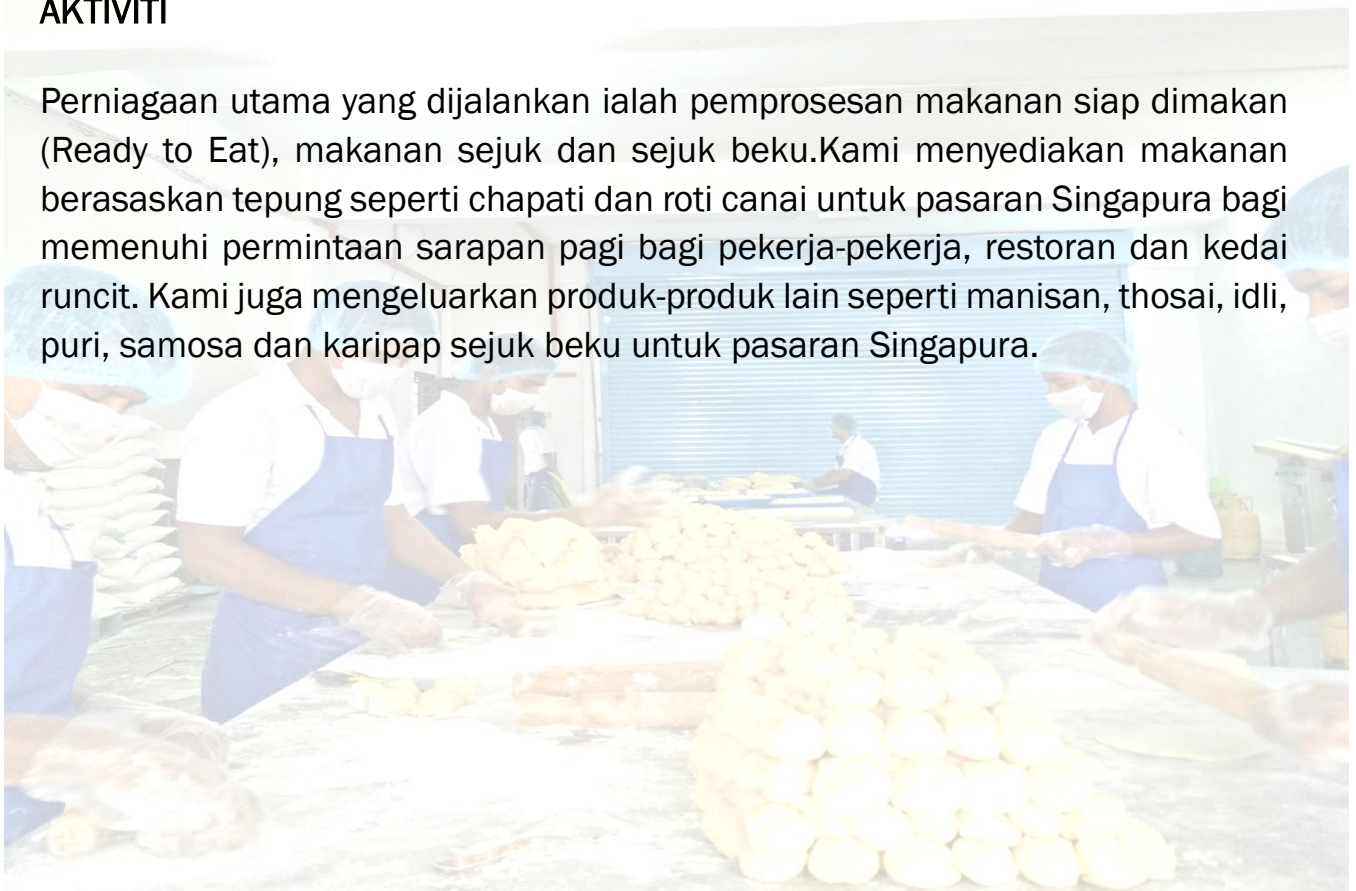 AKTIVITI
Perniagaan utama yang dijalankan ialah pemprosesan makanan siap dimakan
(Ready to Eat), makanan sejuk dan sejuk beku.Kami menyediakan makanan
berasaskan tepung seperti chapati dan roti canai untuk pasaran Singapura bagi
memenuhi permintaan sarapan pagi bagi pekerja-pekerja, restoran dan kedai
runcit. Kami juga mengeluarkan produk-produk lain seperti manisan, thosai, idli,
puri, samosa dan karipap sejuk beku untuk pasaran Singapura.